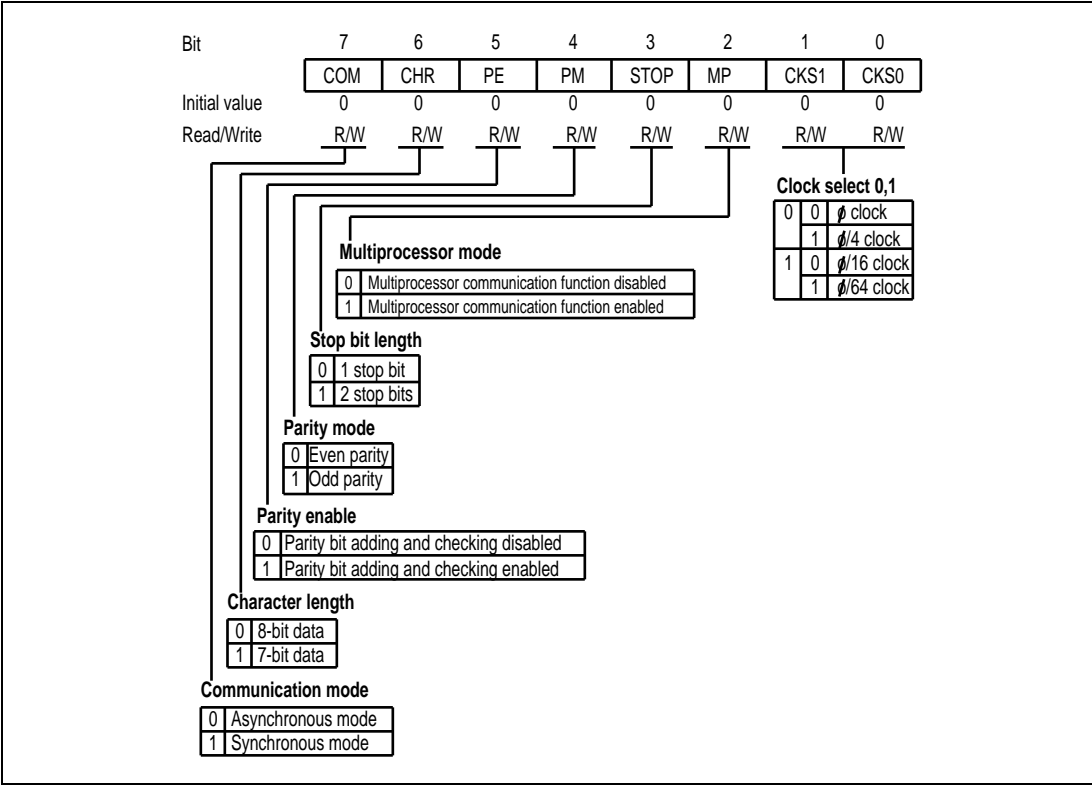 Bit 7 6 5 4 3 2 1 0
COM CHR PE PM STOP MP CKS1 CKS0
Initial value 0 0 0 0 0 0 0 0
Read/Write R/W R/W R/W R/W R/W R/W R/W R/W
Clock select 0,1
0 0 ø clock
1 ø/4 clock
1 0 ø/16 clock
1 ø/64 clock
Multiprocessor mode
0 Multiprocessor communication function disabled
1 Multiprocessor communication function enabled
Stop bit length
0 1 stop bit
1 2 stop bits
Parity mode
0 Even parity
1 Odd parity
Parity enable
0 Parity bit adding and checking disabled
1 Parity bit adding and checking enabled
Character length
0 8-bit data
1 7-bit data
Communication mode
0 Asynchronous mode
1 Synchronous mode